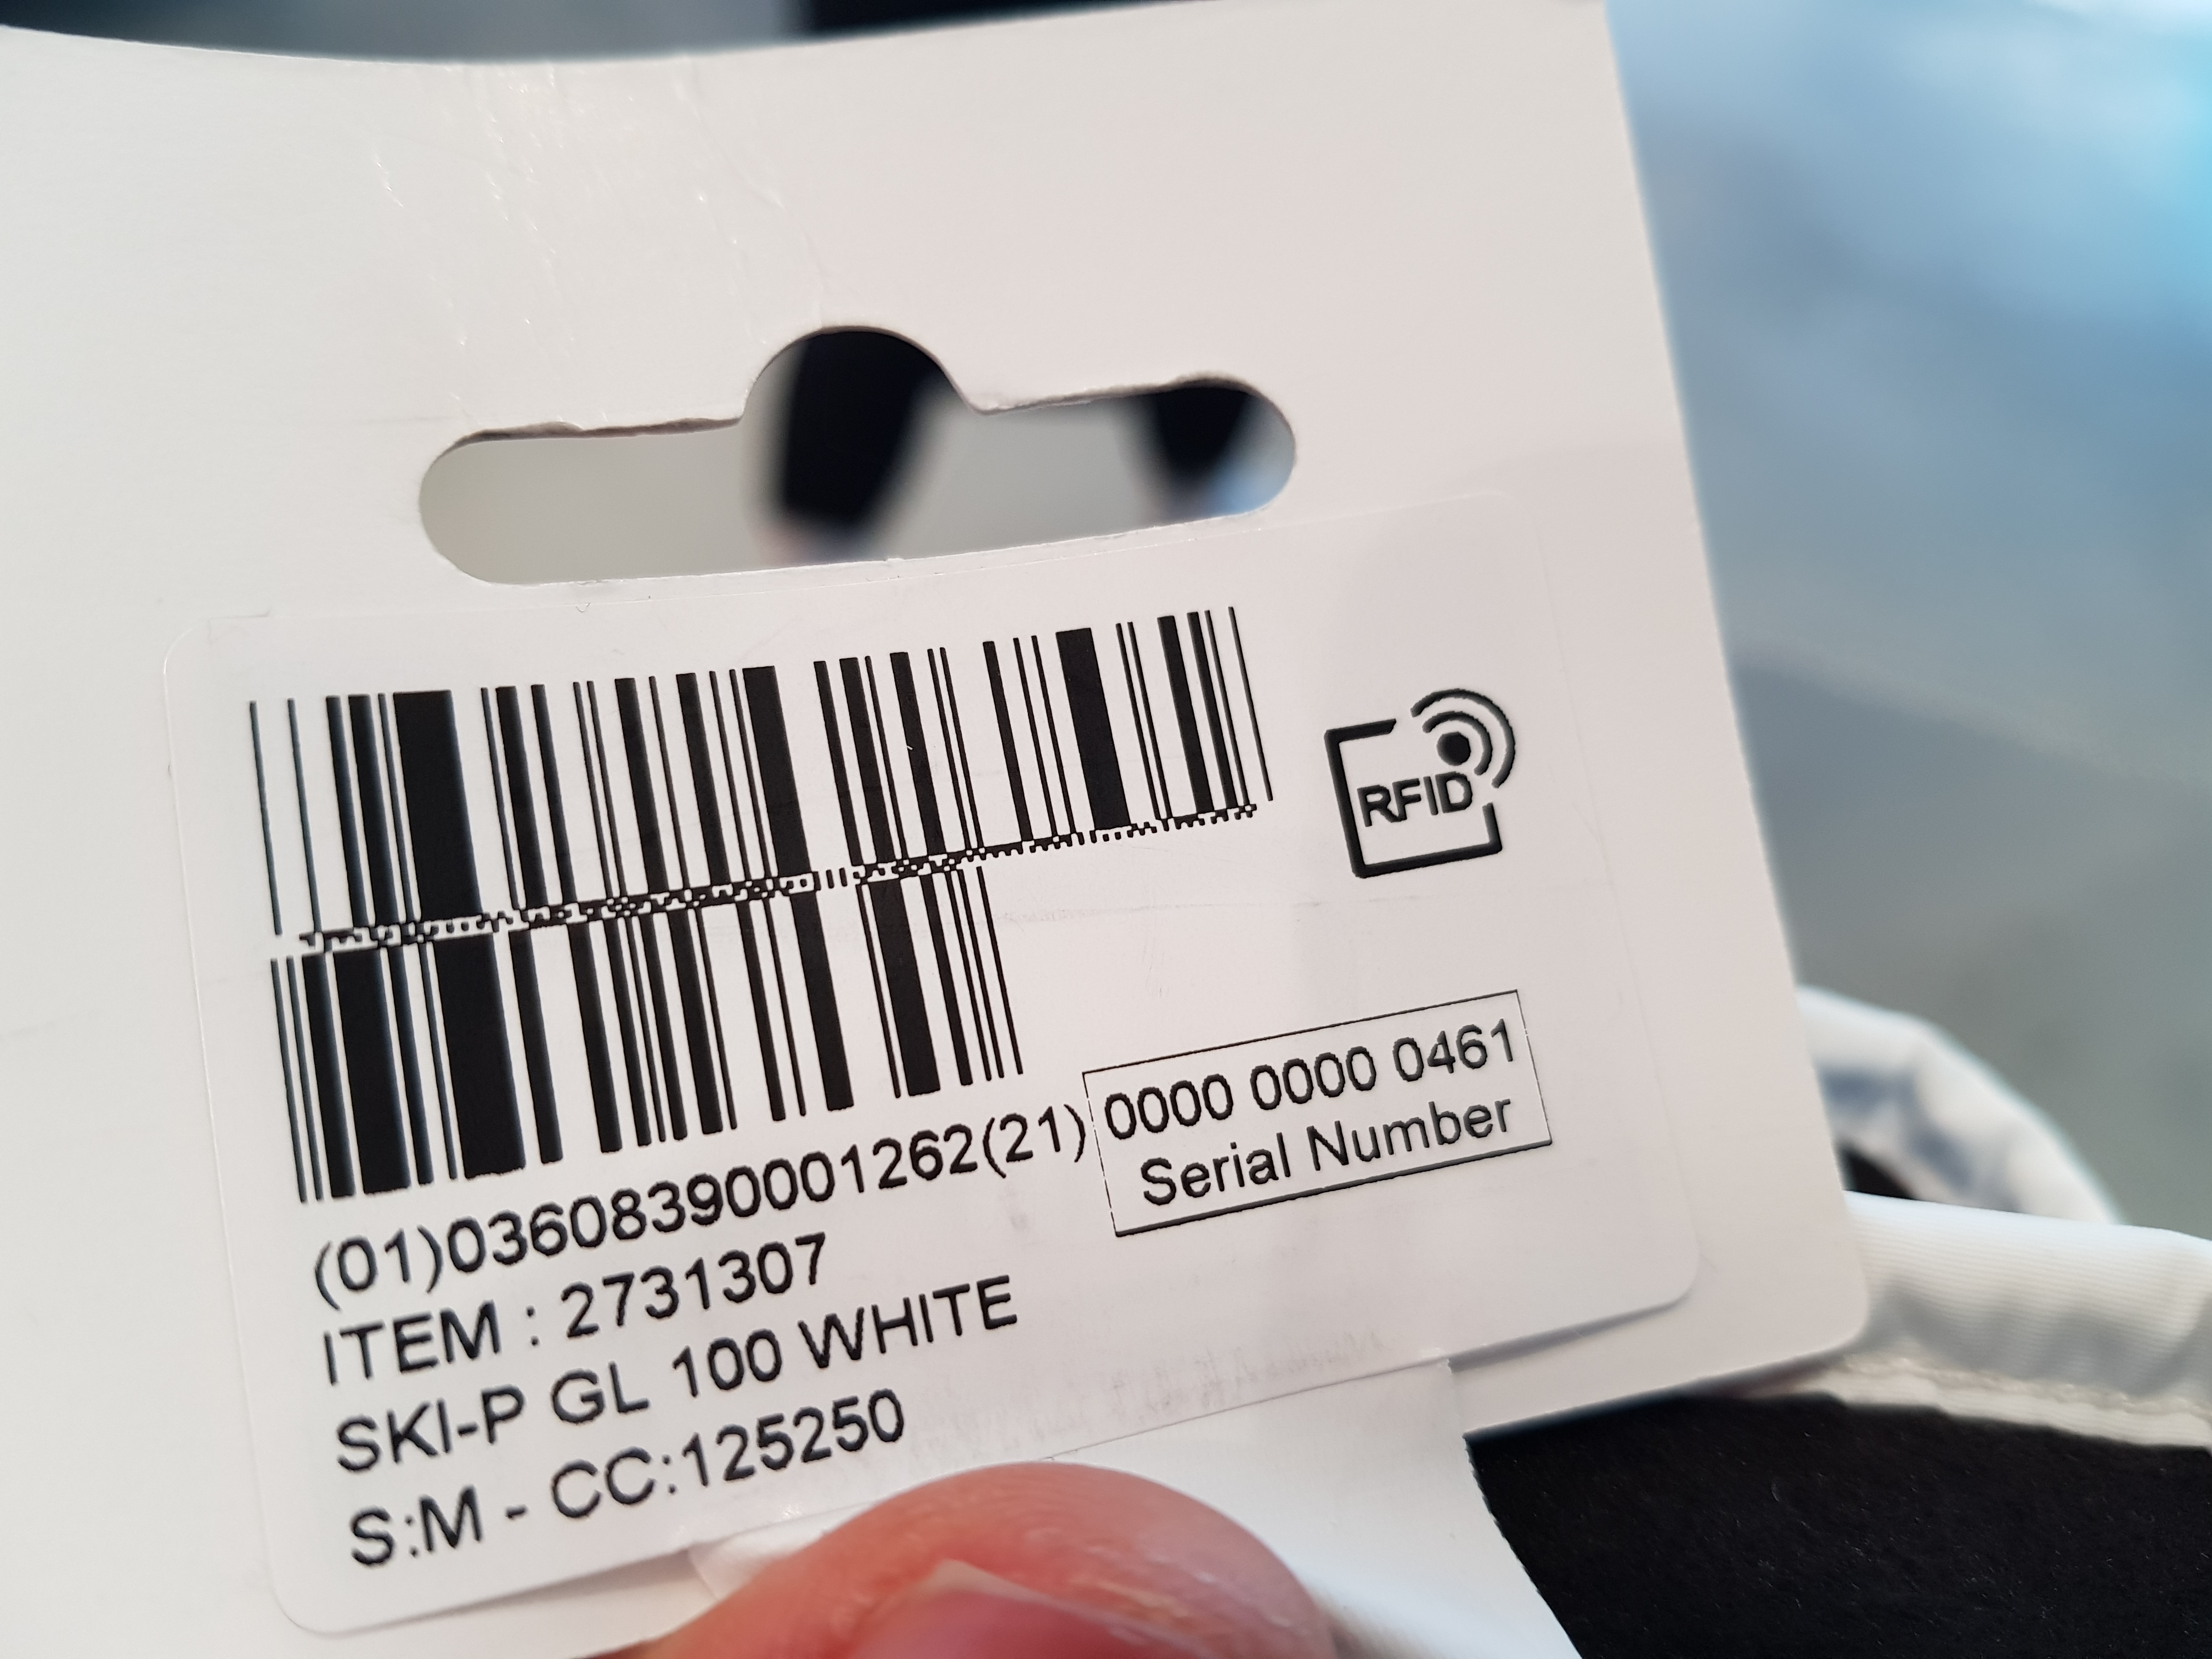 RFID
(01)03608390001262(21) 0000 0000 0461
Serial Number
ITEM : 2731307
SKI-P GL 100 WHITE
S:M - CC:125250